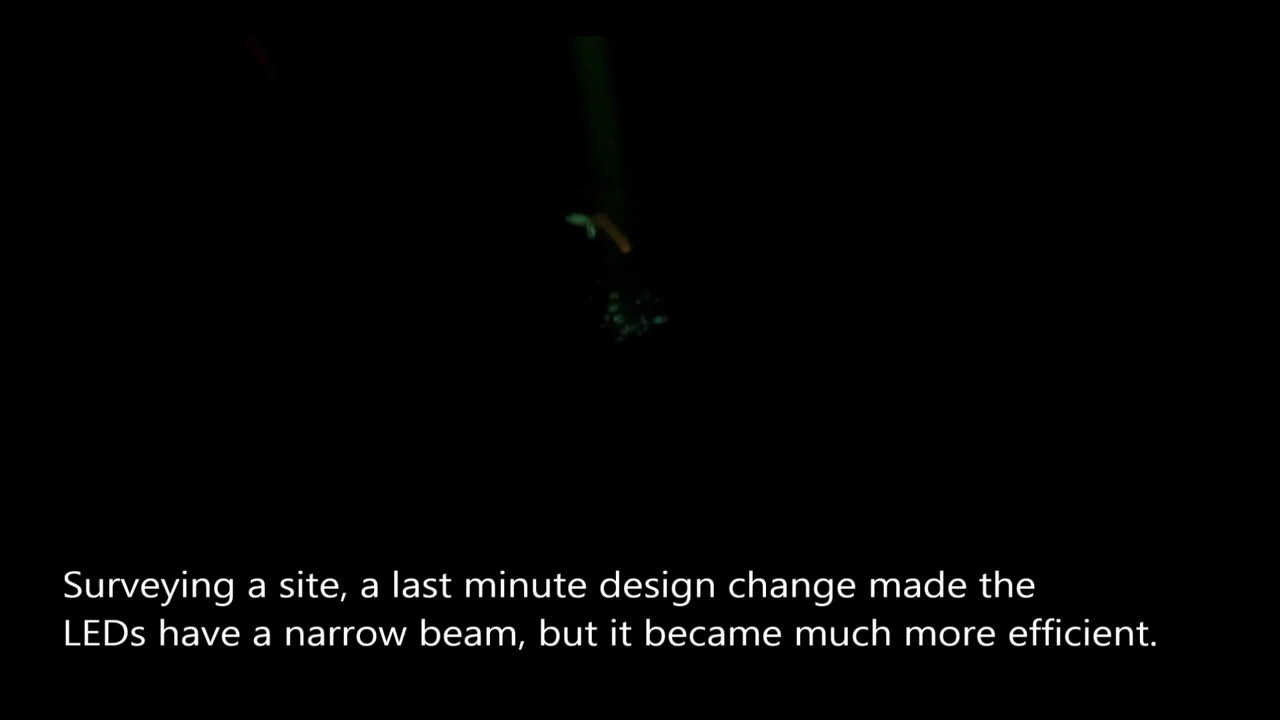 Surveying a site, a last minute design change made the
LEDs have a narrow beam, but it became much more efficient.